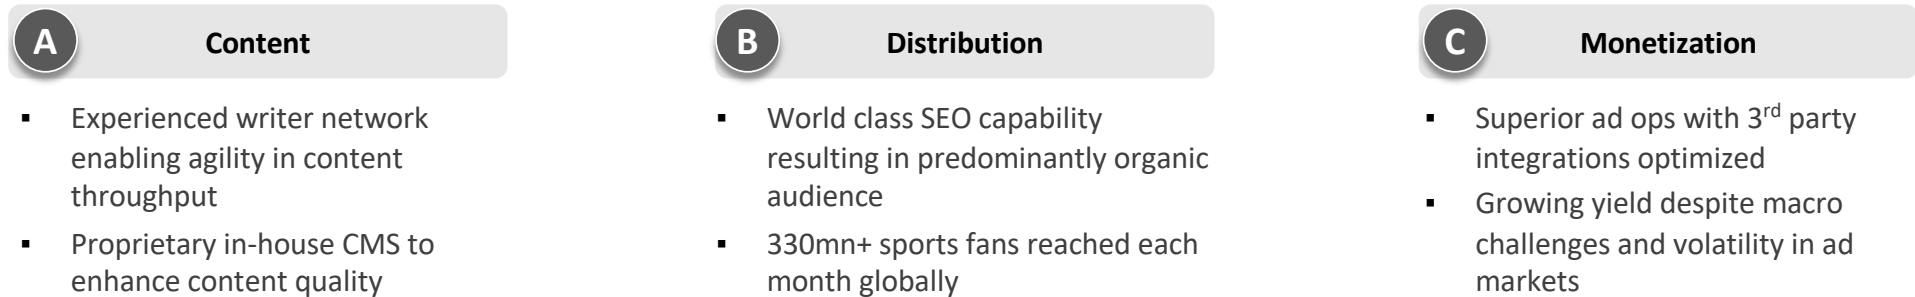 A
Content
▪ Experienced writer network
enabling agility in content
throughput
▪ Proprietary in-house CMS to
enhance content quality
B
Distribution
▪ World class SEO capability
resulting in predominantly organic
audience
▪ 330mn+ sports fans reached each
month globally
C
Monetization
▪ Superior ad ops with 3rd party
integrations optimized
▪ Growing yield despite macro
challenges and volatility in ad
markets